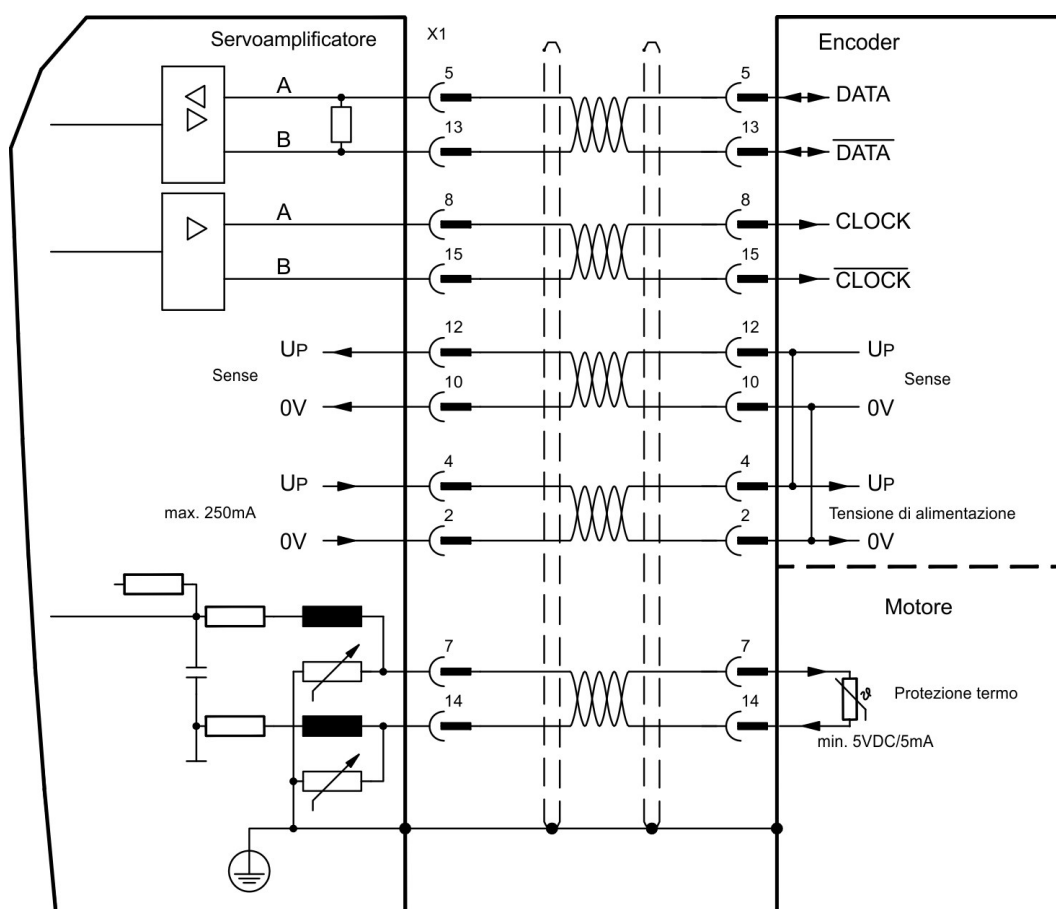 Servoamplificatore X1 Encoder
A 5 5 DATA
B 13 13 DATA
A 8 8 CLOCK
B 15 15 CLOCK
UP 12 12 UP
Sense Sense
0V 10 10 0V
UP 4 4 UP
max. 250mA Tensione di alimentazione
0V 2 2 0V
Motore
7 7
Protezione termo
ϑ
14 14
min. 5VDC/5mA